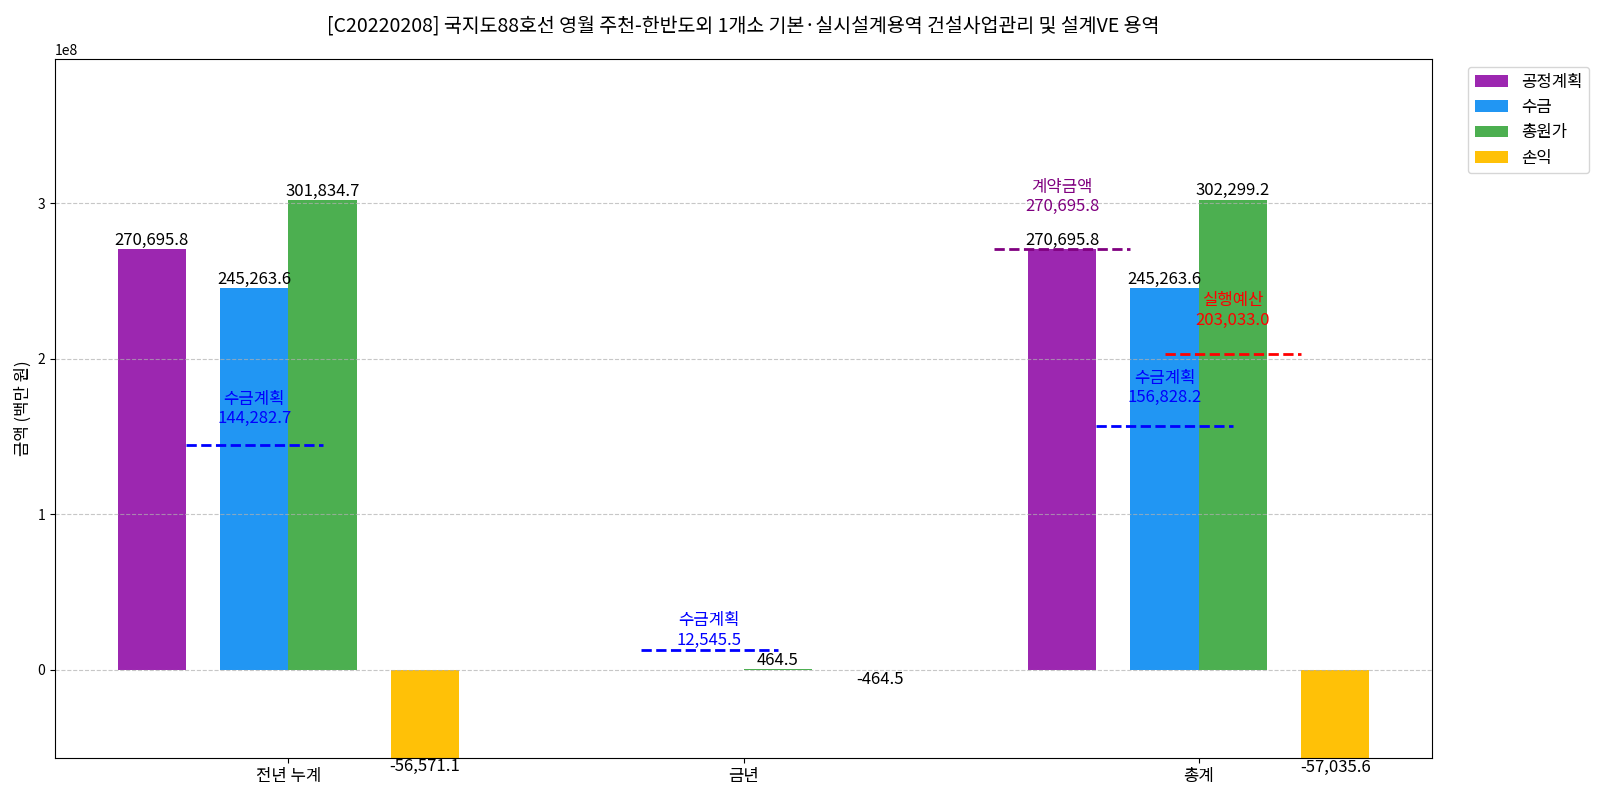 [C20220208] 국지도88호선 영월 주천-한반도외 1개소 기본·실시설계용역 건설사업관리 및 설계VE 용역
1e8
공정계획
수금
총원가
손익
금액 (백만 원)
3
2
1
0
270,695.8
245,263.6
301,834.7
수금계획
144,282.7
-56,571.1
수금계획
12,545.5
464.5
-464.5
계약금액
270,695.8
270,695.8
245,263.6
302,299.2
실행예산
203,033.0
수금계획
156,828.2
-57,035.6
전년 누계
금년
총계